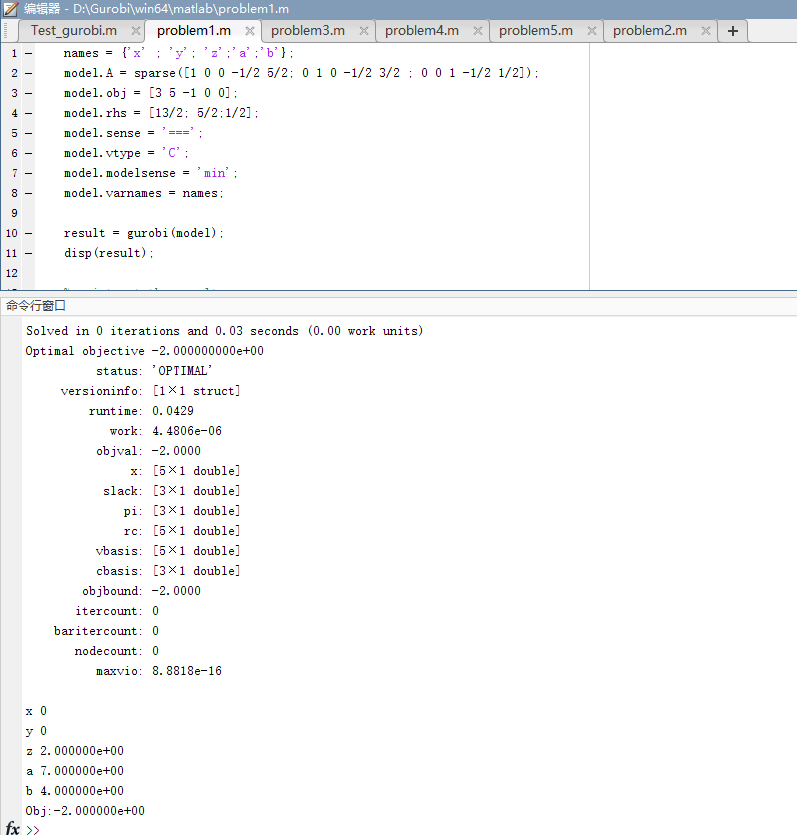 编辑器 - D:\Gurobi\win64\matlab\problem1.m
Test_gurobi.m × problem1.m × problem3.m × problem4.m × problem5.m × problem2.m × +
1 — names = {'x' ; 'y'; 'z';'a';'b'};
2 — model.A = sparse([1 0 0 -1/2 5/2; 0 1 0 -1/2 3/2 ; 0 0 1 -1/2 1/2]);
3 — model.obj = [3 5 -1 0 0];
4 — model.rhs = [13/2; 5/2;1/2];
5 — model.sense = '===';
6 — model.vtype = 'C';
7 — model.modelsense = 'min';
8 — model.varnames = names;
9
10 — result = gurobi(model);
11 — disp(result);
12
命令行窗口
Solved in 0 iterations and 0.03 seconds (0.00 work units)
Optimal objective -2.000000000e+00
status: 'OPTIMAL'
versioninfo: [1×1 struct]
runtime: 0.0429
work: 4.4806e-06
objval: -2.0000
x: [5×1 double]
slack: [3×1 double]
pi: [3×1 double]
rc: [5×1 double]
vbasis: [5×1 double]
cbasis: [3×1 double]
objbound: -2.0000
itercount: 0
baritercount: 0
nodecount: 0
maxvio: 8.8818e-16
x 0
y 0
z 2.000000e+00
a 7.000000e+00
b 4.000000e+00
Obj:-2.000000e+00
fx >>